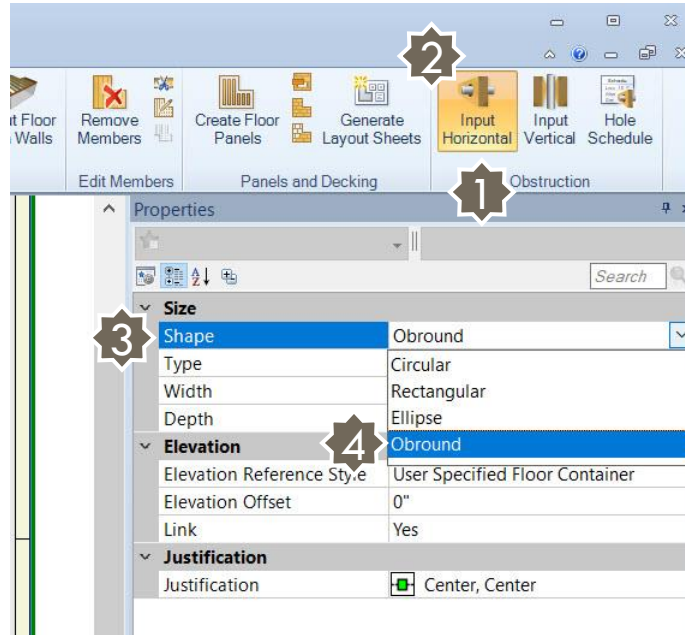 2
t Floor
Walls
Remove
Members
Create Floor
Panels
Generate
Layout Sheets
Input
Horizontal
Input
Vertical
Hole
Schedule
Edit Members
Panels and Decking
1
Obstruction
Properties
Search
Size
3
Shape
Obround
Type
Circular
Width
Rectangular
Depth
Ellipse
Elevation
4
Obround
Elevation Reference Style
User Specified Floor Container
Elevation Offset
0"
Link
Yes
Justification
Justification
Center, Center